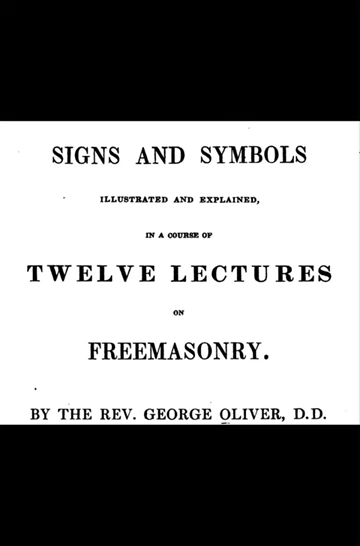 SIGNS AND SYMBOLS
ILLUSTRATED AND EXPLAINED,
IN A COURSE OF
TWELVE LECTURES
ON
FREEMASONRY.
BY THE REV. GEORGE OLIVER, D.D.